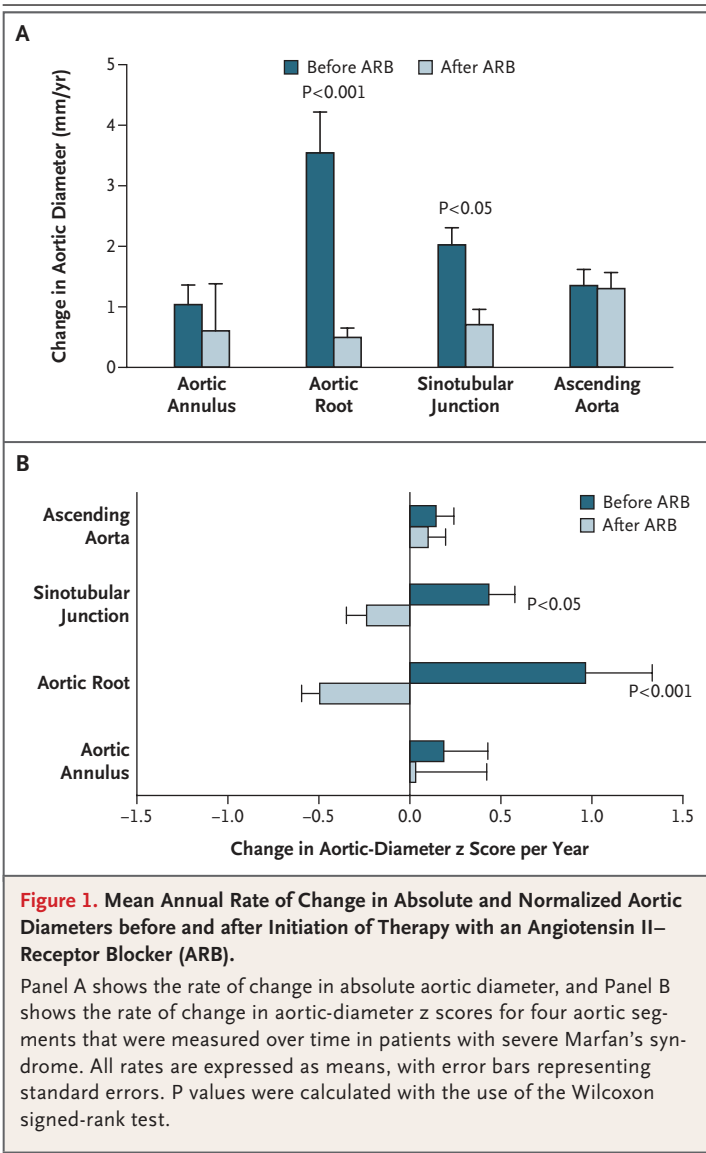 A
Before ARB
After ARB
P<0.001
P<0.05
Change in Aortic Diameter (mm/yr)
5
4
3
2
1
0
Aortic
Annulus
Aortic
Root
Sinotubular
Junction
Ascending
Aorta
B
Before ARB
After ARB
Ascending
Aorta
Sinotubular
Junction
P<0.05
Aortic Root
P<0.001
Aortic
Annulus
−1.5 −1.0 −0.5 0.0 0.5 1.0 1.5
Change in Aortic-Diameter z Score per Year
Figure 1. Mean Annual Rate of Change in Absolute and Normalized Aortic
Diameters before and after Initiation of Therapy with an Angiotensin II–
Receptor Blocker (ARB).
Panel A shows the rate of change in absolute aortic diameter, and Panel B
shows the rate of change in aortic-diameter z scores for four aortic seg-
ments that were measured over time in patients with severe Marfan's syn-
drome. All rates are expressed as means, with error bars representing
standard errors. P values were calculated with the use of the Wilcoxon
signed-rank test.